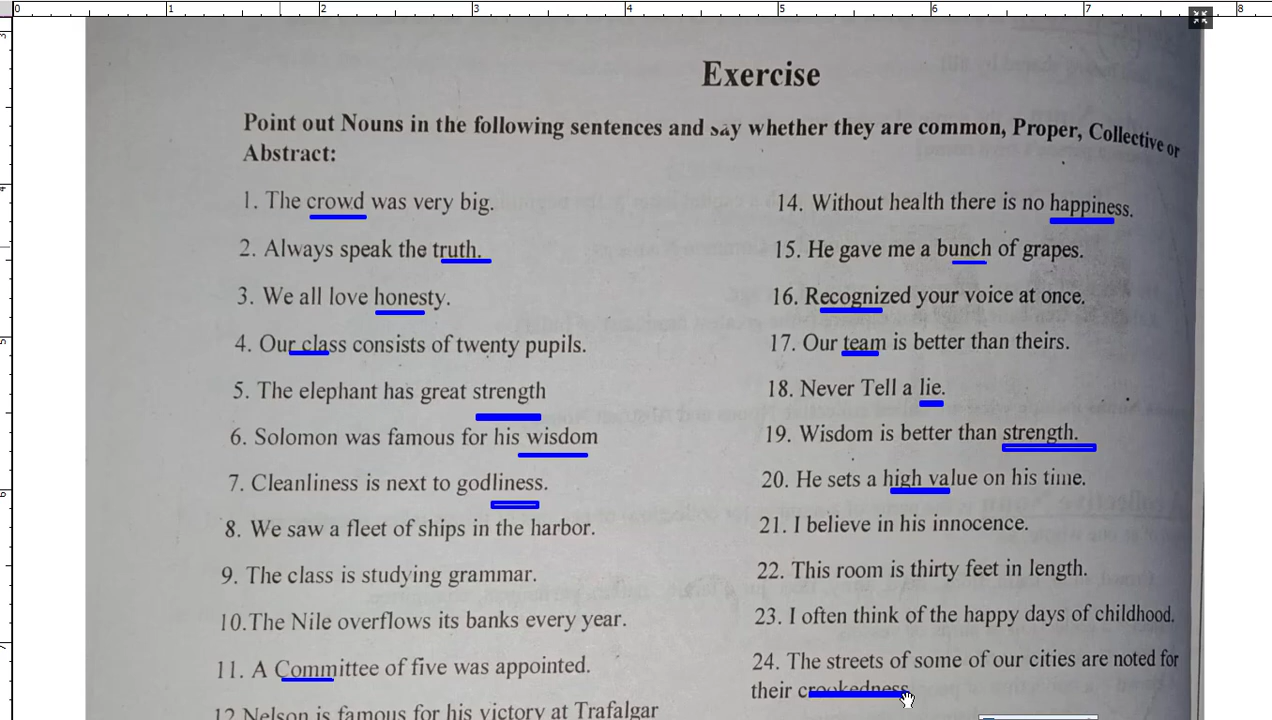 Exercise
Point out Nouns in the following sentences and say whether they are common, Proper, Collective or
Abstract:
1. The crowd was very big.
2. Always speak the truth.
3. We all love honesty.
4. Our class consists of twenty pupils.
5. The elephant has great strength
6. Solomon was famous for his wisdom
7. Cleanliness is next to godliness.
8. We saw a fleet of ships in the harbor.
9. The class is studying grammar.
10.The Nile overflows its banks every year.
11. A Committee of five was appointed.
12 Nelson is famous for his victory at Trafalgar
14. Without health there is no happiness.
15. He gave me a bunch of grapes.
16. Recognized your voice at once.
17. Our team is better than theirs.
18. Never Tell a lie.
19. Wisdom is better than strength.
20. He sets a high value on his time.
21. I believe in his innocence.
22. This room is thirty feet in length.
23. I often think of the happy days of childhood.
24. The streets of some of our cities are noted for
their crookedness